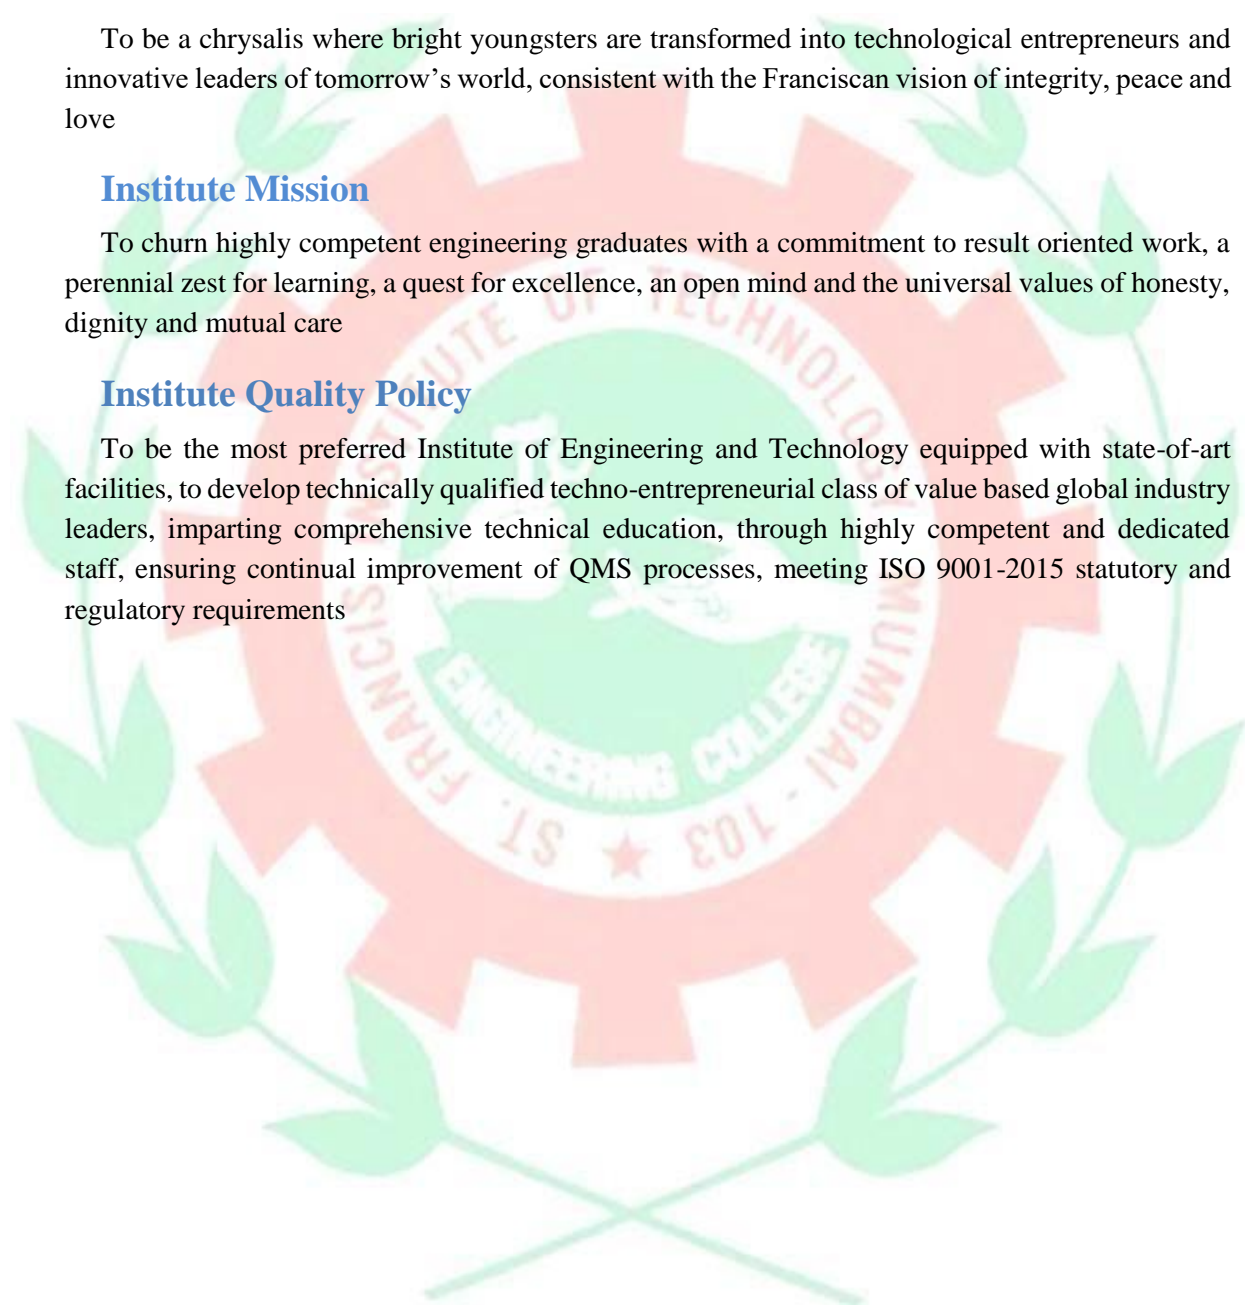 To be a chrysalis where bright youngsters are transformed into technological entrepreneurs and
innovative leaders of tomorrow’s world, consistent with the Franciscan vision of integrity, peace and
love
Institute Mission
To churn highly competent engineering graduates with a commitment to result oriented work, a
perennial zest for learning, a quest for excellence, an open mind and the universal values of honesty,
dignity and mutual care
Institute Quality Policy
To be the most preferred Institute of Engineering and Technology equipped with state-of-art
facilities, to develop technically qualified techno-entrepreneurial class of value based global industry
leaders, imparting comprehensive technical education, through highly competent and dedicated
staff, ensuring continual improvement of QMS processes, meeting ISO 9001-2015 statutory and
regulatory requirements
ST. FRANCIS INSTITUTE OF TECHNOLOGY MUMBAI - 103
ENGINEERING COLLEGE